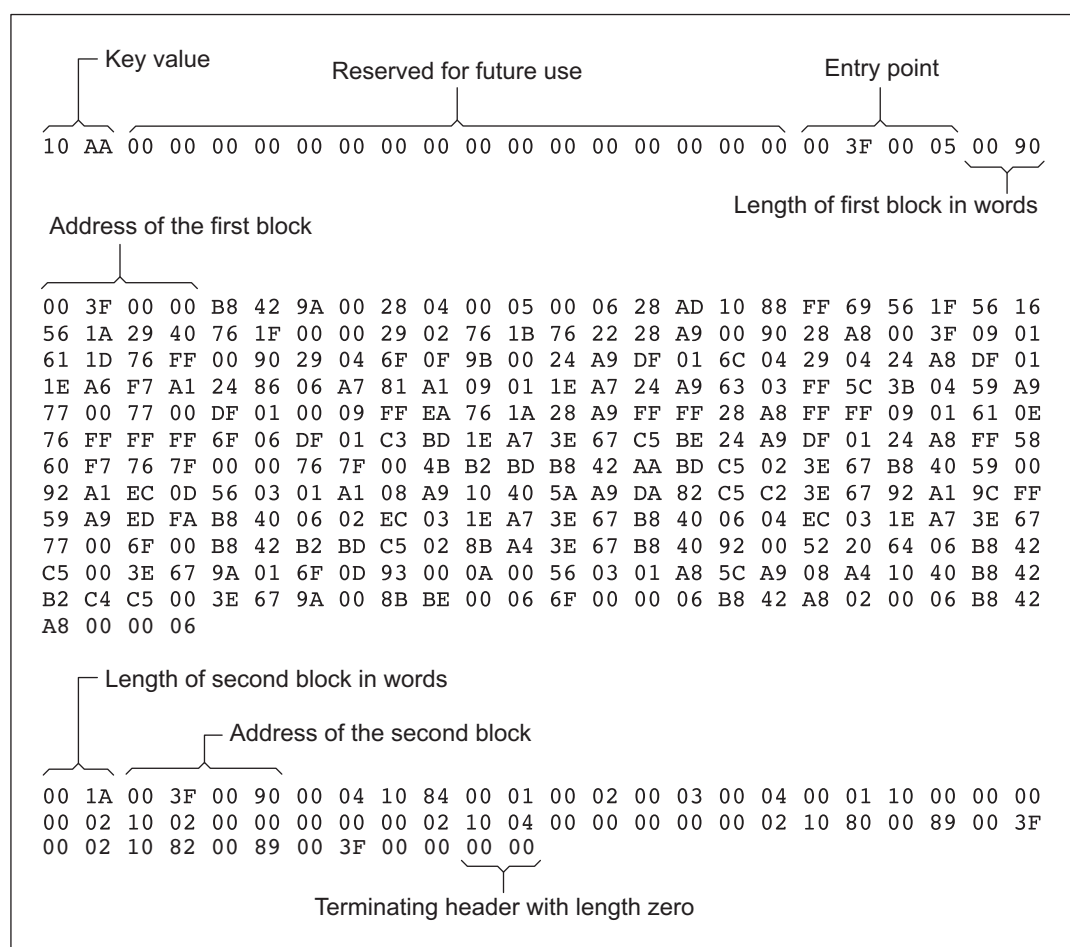 Key value
Reserved for future use
Entry point
10 AA 00 00 00 00 00 00 00 00 00 00 00 00 00 00 00 00 00 3F 00 05 00 90
Length of first block in words
Address of the first block
00 3F 00 00 B8 42 9A 00 28 04 00 05 00 06 28 AD 10 88 FF 69 56 1F 56 16
56 1A 29 40 76 1F 00 00 29 02 76 1B 76 22 28 A9 00 90 28 A8 00 3F 09 01
61 1D 76 FF 00 90 29 04 6F 0F 9B 00 24 A9 DF 01 6C 04 29 04 24 A8 DF 01
1E A6 F7 A1 24 86 06 A7 81 A1 09 01 1E A7 24 A9 63 03 FF 5C 3B 04 59 A9
77 00 77 00 DF 01 00 09 FF EA 76 1A 28 A9 FF FF 28 A8 FF FF 09 01 61 0E
76 FF FF FF 6F 06 DF 01 C3 BD 1E A7 3E 67 C5 BE 24 A9 DF 01 24 A8 FF 58
60 F7 76 7F 00 00 76 7F 00 4B B2 BD B8 42 AA BD C5 02 3E 67 B8 40 59 00
92 A1 EC 0D 56 03 01 A1 08 A9 10 40 5A A9 DA 82 C5 C2 3E 67 92 A1 9C FF
59 A9 ED FA B8 40 06 02 EC 03 1E A7 3E 67 B8 40 06 04 EC 03 1E A7 3E 67
77 00 6F 00 B8 42 B2 BD C5 02 8B A4 3E 67 B8 40 92 00 52 20 64 06 B8 42
C5 00 3E 67 9A 01 6F 0D 93 00 0A 00 56 03 01 A8 5C A9 08 A4 10 40 B8 42
B2 C4 C5 00 3E 67 9A 00 8B BE 00 06 6F 00 00 06 B8 42 A8 02 00 06 B8 42
A8 00 00 06
Length of second block in words
Address of the second block
00 1A 00 3F 00 90 00 04 10 84 00 01 00 02 00 03 00 04 00 01 10 00 00 00
00 02 10 02 00 00 00 00 00 02 10 04 00 00 00 00 00 02 10 80 00 89 00 3F
00 02 10 82 00 89 00 3F 00 00 00 00
Terminating header with length zero